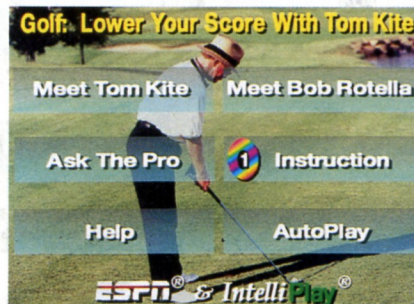 Golf: Lower Your Score With Tom Kite
Meet Tom Kite Meet Bob Rotella
Ask The Pro 1 Instruction
Help AutoPlay
ESPN® & IntelliPlay®